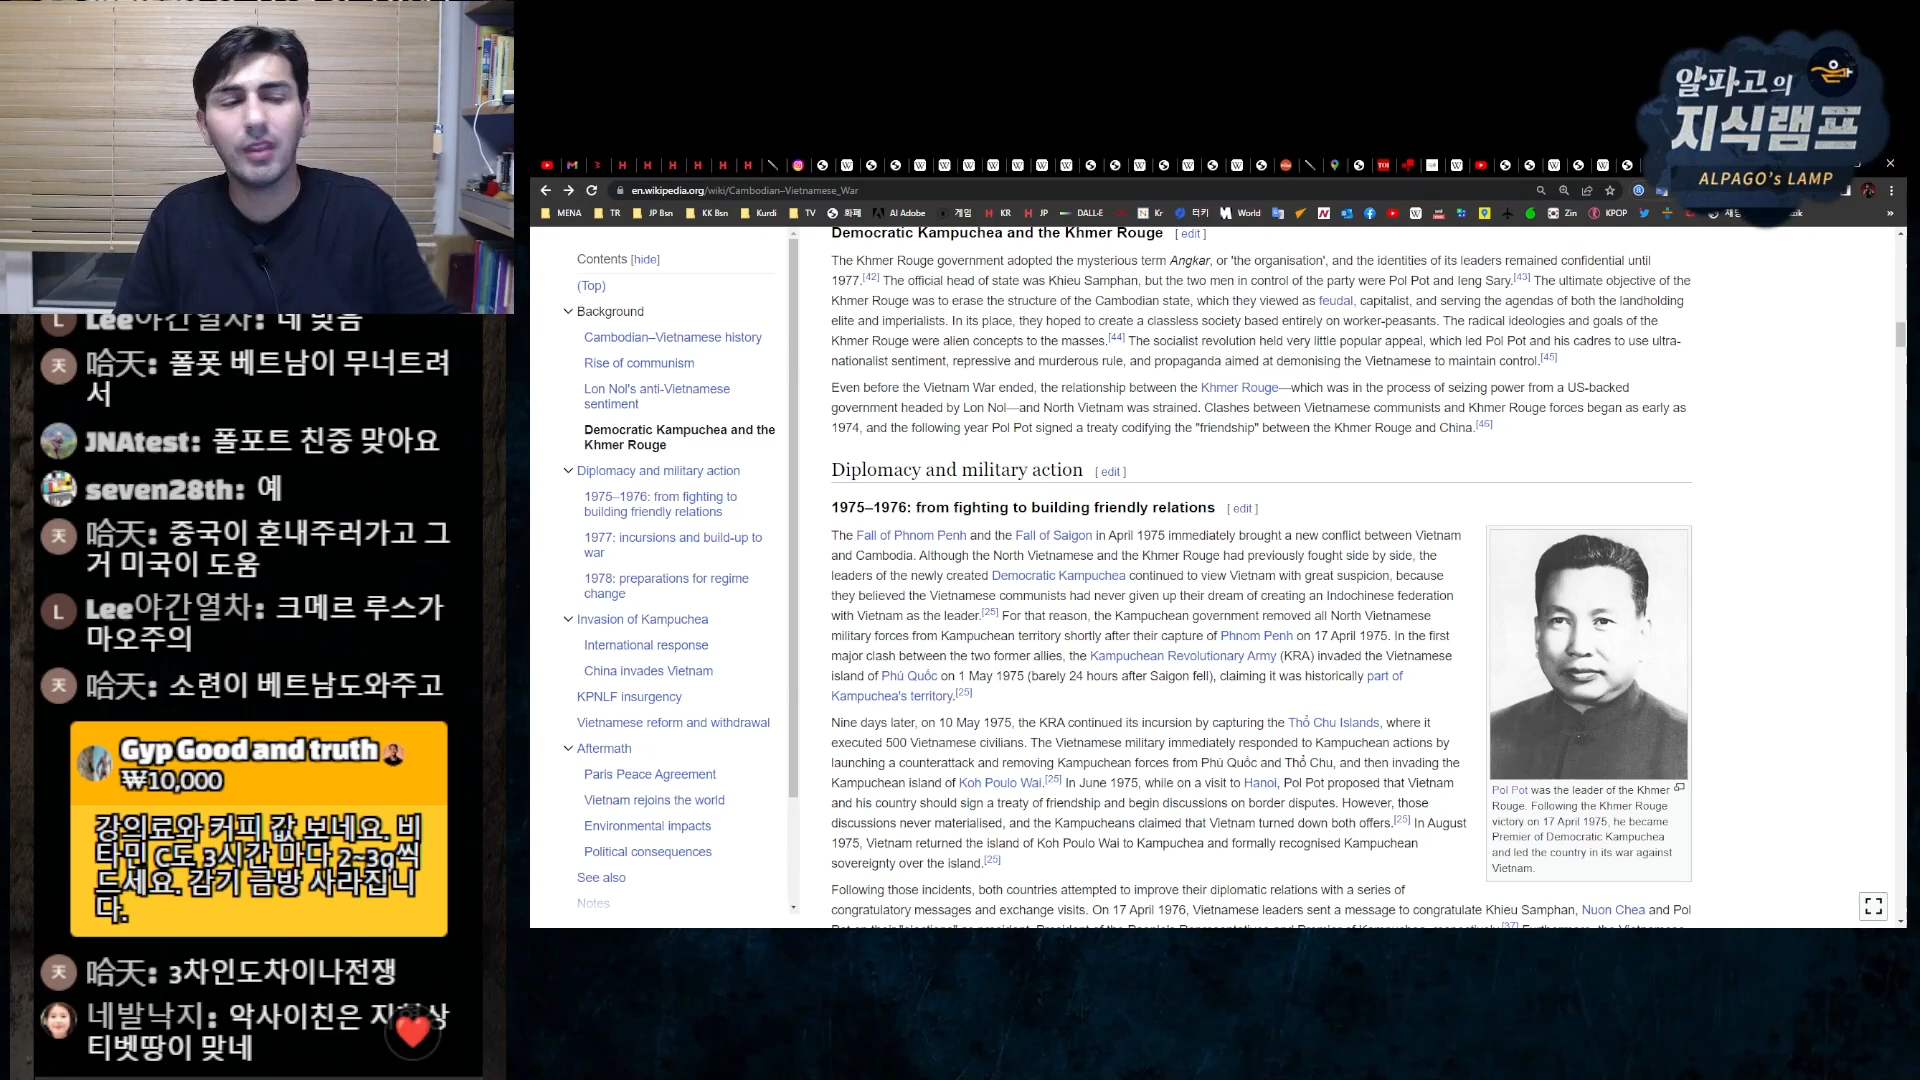 Lee야간열차: 네 맞음
哈天: 폴폿 베트남이 무너트려
서
JNAtest: 폴포트 친중 맞아요
seven28th: 예
哈天: 중국이 혼내주러가고 그
거 미국이 도움
Lee야간열차: 크메르 루스가
마오주의
哈天: 소련이 베트남도와주고
Gyp Good and truth
₩10,000
강의료와 커피 값 보네요. 비
타민 C도 3시간 마다 2~3g씩
드세요. 감기 금방 사라집니
다.
哈天: 3차인도차이나전쟁
네발낙지: 악사이친은 지형상
티벳땅이 맞네
알파고의
지식램프
ALPAGO's LAMP
en.wikipedia.org/wiki/Cambodian–Vietnamese_War
MENA TR JP Bsn KK Bsn Kurdi TV 화폐 AI Adobe 게임 KR JP DALL-E Kr 터키 World Zin KPOP
Contents [hide]
(Top)
Background
Cambodian–Vietnamese history
Rise of communism
Lon Nol's anti-Vietnamese
sentiment
Democratic Kampuchea and the
Khmer Rouge
Diplomacy and military action
1975–1976: from fighting to
building friendly relations
1977: incursions and build-up to
war
1978: preparations for regime
change
Invasion of Kampuchea
International response
China invades Vietnam
KPNLF insurgency
Vietnamese reform and withdrawal
Aftermath
Paris Peace Agreement
Vietnam rejoins the world
Environmental impacts
Political consequences
See also
Notes
Democratic Kampuchea and the Khmer Rouge [ edit ]
The Khmer Rouge government adopted the mysterious term Angkar, or 'the organisation', and the identities of its leaders remained confidential until
1977.[42] The official head of state was Khieu Samphan, but the two men in control of the party were Pol Pot and Ieng Sary.[43] The ultimate objective of the
Khmer Rouge was to erase the structure of the Cambodian state, which they viewed as feudal, capitalist, and serving the agendas of both the landholding
elite and imperialists. In its place, they hoped to create a classless society based entirely on worker-peasants. The radical ideologies and goals of the
Khmer Rouge were alien concepts to the masses.[44] The socialist revolution held very little popular appeal, which led Pol Pot and his cadres to use ultra-
nationalist sentiment, repressive and murderous rule, and propaganda aimed at demonising the Vietnamese to maintain control.[45]
Even before the Vietnam War ended, the relationship between the Khmer Rouge—which was in the process of seizing power from a US-backed
government headed by Lon Nol—and North Vietnam was strained. Clashes between Vietnamese communists and Khmer Rouge forces began as early as
1974, and the following year Pol Pot signed a treaty codifying the "friendship" between the Khmer Rouge and China.[46]
Diplomacy and military action [ edit ]
1975–1976: from fighting to building friendly relations [ edit ]
The Fall of Phnom Penh and the Fall of Saigon in April 1975 immediately brought a new conflict between Vietnam
and Cambodia. Although the North Vietnamese and the Khmer Rouge had previously fought side by side, the
leaders of the newly created Democratic Kampuchea continued to view Vietnam with great suspicion, because
they believed the Vietnamese communists had never given up their dream of creating an Indochinese federation
with Vietnam as the leader.[25] For that reason, the Kampuchean government removed all North Vietnamese
military forces from Kampuchean territory shortly after their capture of Phnom Penh on 17 April 1975. In the first
major clash between the two former allies, the Kampuchean Revolutionary Army (KRA) invaded the Vietnamese
island of Phú Quốc on 1 May 1975 (barely 24 hours after Saigon fell), claiming it was historically part of
Kampuchea's territory.[25]
Nine days later, on 10 May 1975, the KRA continued its incursion by capturing the Thổ Chu Islands, where it
executed 500 Vietnamese civilians. The Vietnamese military immediately responded to Kampuchean actions by
launching a counterattack and removing Kampuchean forces from Phú Quốc and Thổ Chu, and then invading the
Kampuchean island of Koh Poulo Wai.[25] In June 1975, while on a visit to Hanoi, Pol Pot proposed that Vietnam
and his country should sign a treaty of friendship and begin discussions on border disputes. However, those
discussions never materialised, and the Kampucheans claimed that Vietnam turned down both offers.[25] In August
1975, Vietnam returned the island of Koh Poulo Wai to Kampuchea and formally recognised Kampuchean
sovereignty over the island.[25]
Following those incidents, both countries attempted to improve their diplomatic relations with a series of
congratulatory messages and exchange visits. On 17 April 1976, Vietnamese leaders sent a message to congratulate Khieu Samphan, Nuon Chea and Pol
Pol Pot was the leader of the Khmer
Rouge. Following the Khmer Rouge
victory on 17 April 1975, he became
Premier of Democratic Kampuchea
and led the country in its war against
Vietnam.